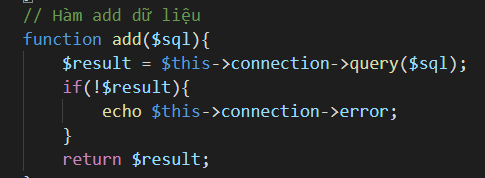 // Hàm add dữ liệu
function add($sql){
    $result = $this->connection->query($sql);
    if(!$result){
        echo $this->connection->error;
    }
    return $result;